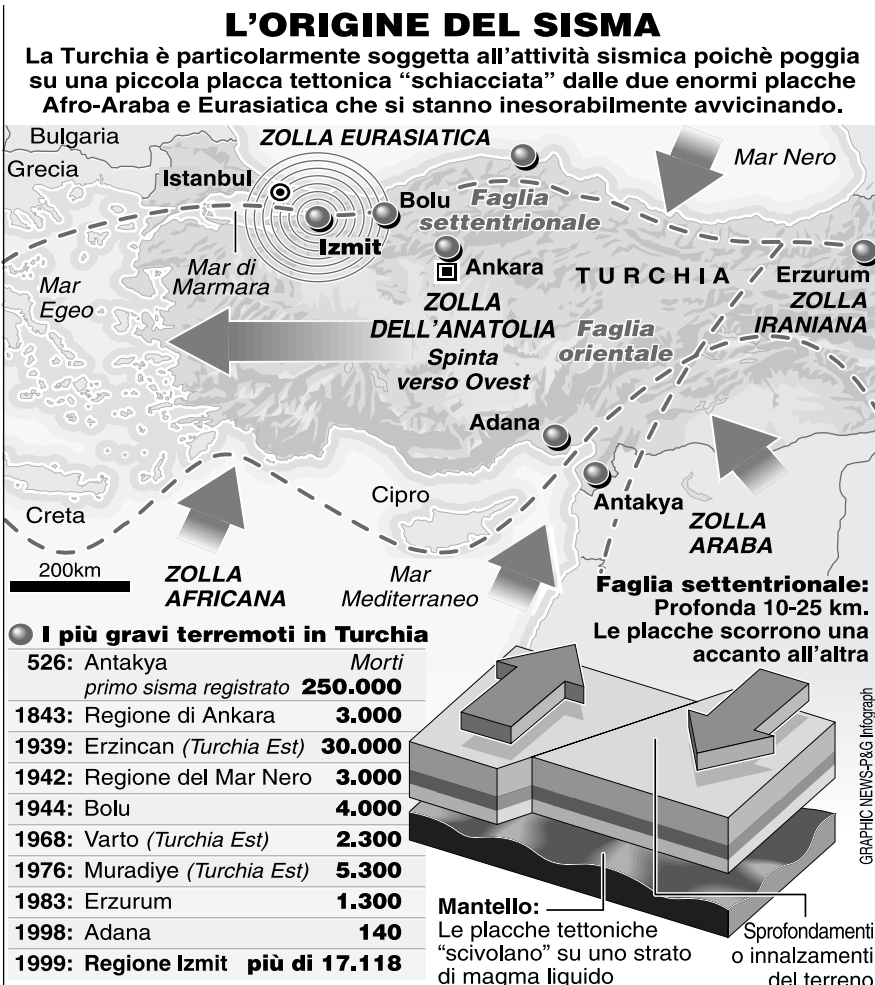 L'ORIGINE DEL SISMA
La Turchia è particolarmente soggetta all'attività sismica poichè poggia
su una piccola placca tettonica “schiacciata” dalle due enormi placche
Afro-Araba e Eurasiatica che si stanno inesorabilmente avvicinando.
Bulgaria
ZOLLA EURASIATICA
Mar Nero
Grecia
Istanbul
Bolu
Faglia
settentrionale
Izmit
Mar di
Marmara
Ankara
TURCHIA
Erzurum
Mar
Egeo
ZOLLA
DELL'ANATOLIA
Spinta
verso Ovest
Faglia
orientale
ZOLLA
IRANIANA
Adana
Antakya
Cipro
Creta
ZOLLA
ARABA
200km
ZOLLA
AFRICANA
Mar
Mediterraneo
Faglia settentrionale:
Profonda 10-25 km.
Le placche scorrono una
accanto all'altra
I più gravi terremoti in Turchia
526: Antakya Morti
primo sisma registrato 250.000
1843: Regione di Ankara 3.000
1939: Erzincan (Turchia Est) 30.000
1942: Regione del Mar Nero 3.000
1944: Bolu 4.000
1968: Varto (Turchia Est) 2.300
1976: Muradiye (Turchia Est) 5.300
1983: Erzurum 1.300
1998: Adana 140
1999: Regione Izmit più di 17.118
Mantello:
Le placche tettoniche
“scivolano” su uno strato
di magma liquido
Sprofondamenti
o innalzamenti
del terreno
GRAPHIC NEWS-P&G Infograph